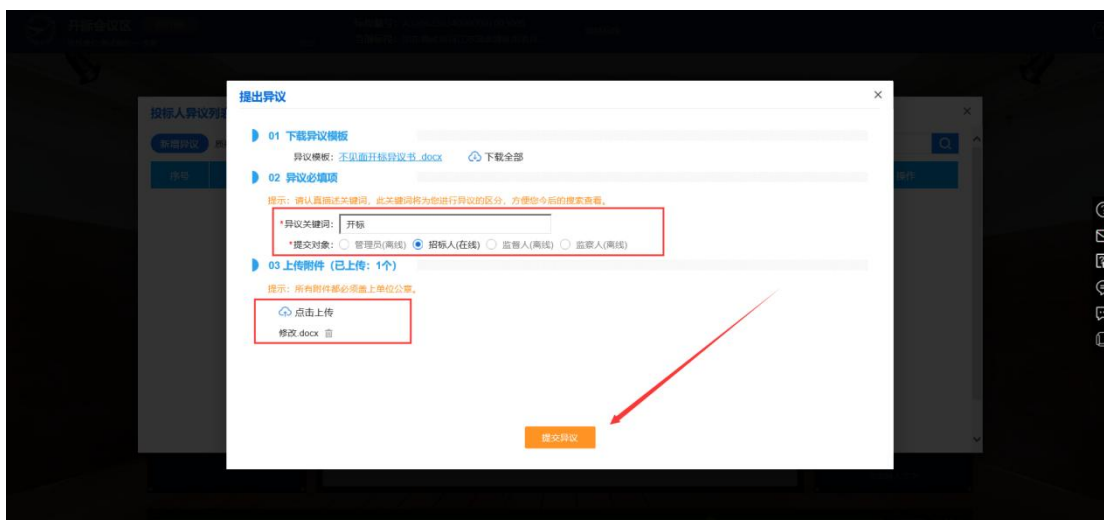 开标会议区
提出异议
投标人异议列表
新增异议
序号
操作
01 下载异议模板
异议模板： 不见面开标异议书.docx 下载全部
02 异议必填项
提示：请认真描述关键词，此关键词将为您进行异议的区分，方便您今后的搜索查看。
*异议关键词： 开标
*提交对象： 管理员(离线) 招标人(在线) 监督人(离线) 监察人(离线)
03 上传附件（已上传：1个）
提示：所有附件都必须盖上单位公章。
点击上传
修改.docx
提交异议